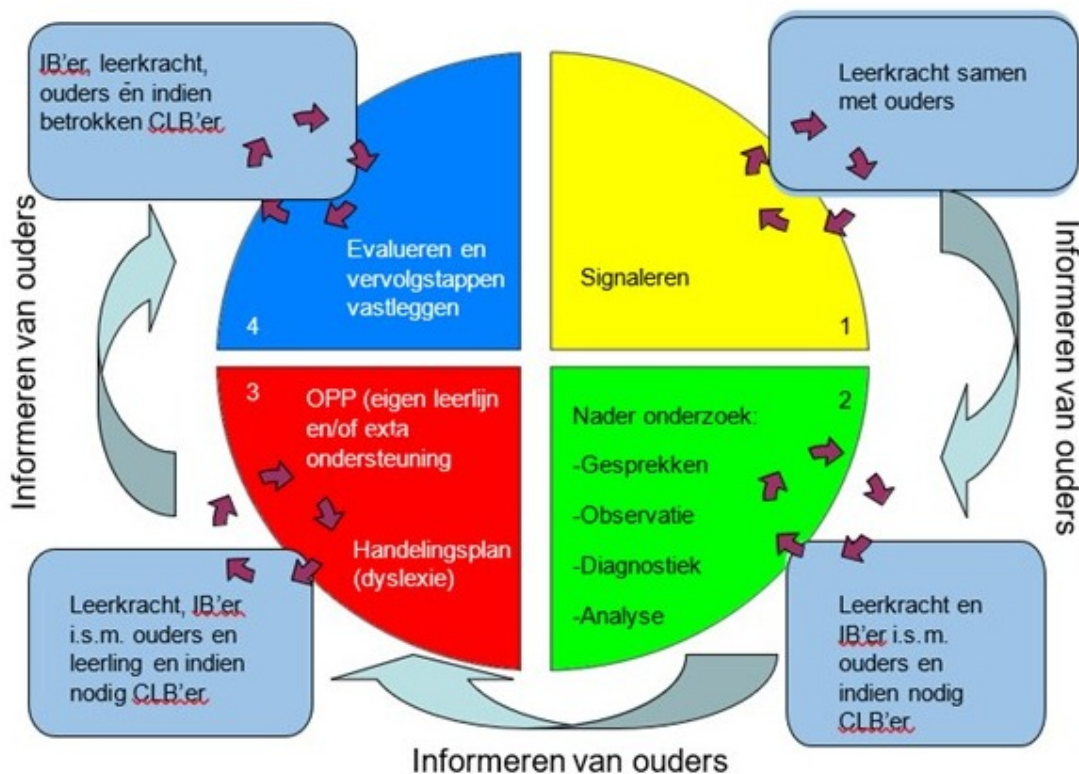 IB'er, leerkracht,
ouders én indien
betrokken CLB'er
Leerkracht samen
met ouders
Informeren van ouders
Evalueren en
vervolgstappen
vastleggen
4
Signaleren
1
Informeren van ouders
3
OPP (eigen leerlijn
en/of exta
ondersteuning
Handelingsplan
(dyslexie)
2
Nader onderzoek:
-Gesprekken
-Observatie
-Diagnostiek
-Analyse
Leerkracht, IB'er
i.s.m. ouders en
leerling en indien
nodig CLB'er
Leerkracht en
IB'er i.s.m.
ouders en
indien nodig
CLB'er
Informeren van ouders